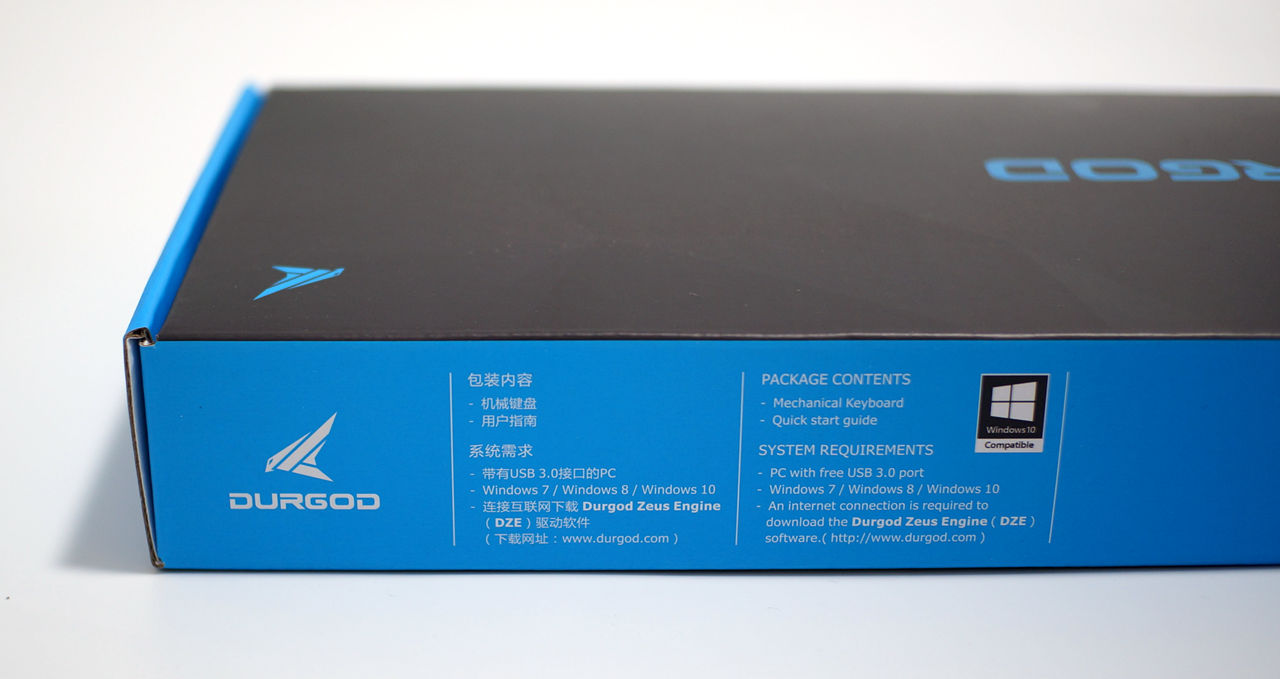 RGOD
DURGOD
包装内容
- 机械键盘
- 用户指南
系统需求
- 带有USB 3.0接口的PC
- Windows 7 / Windows 8 / Windows 10
- 连接互联网下载 Durgod Zeus Engine
（DZE）驱动软件
（下载网址：www.durgod.com）
PACKAGE CONTENTS
- Mechanical Keyboard
- Quick start guide
SYSTEM REQUIREMENTS
- PC with free USB 3.0 port
- Windows 7 / Windows 8 / Windows 10
- An internet connection is required to
download the Durgod Zeus Engine（DZE）
software.( http://www.durgod.com )
Windows 10
Compatible